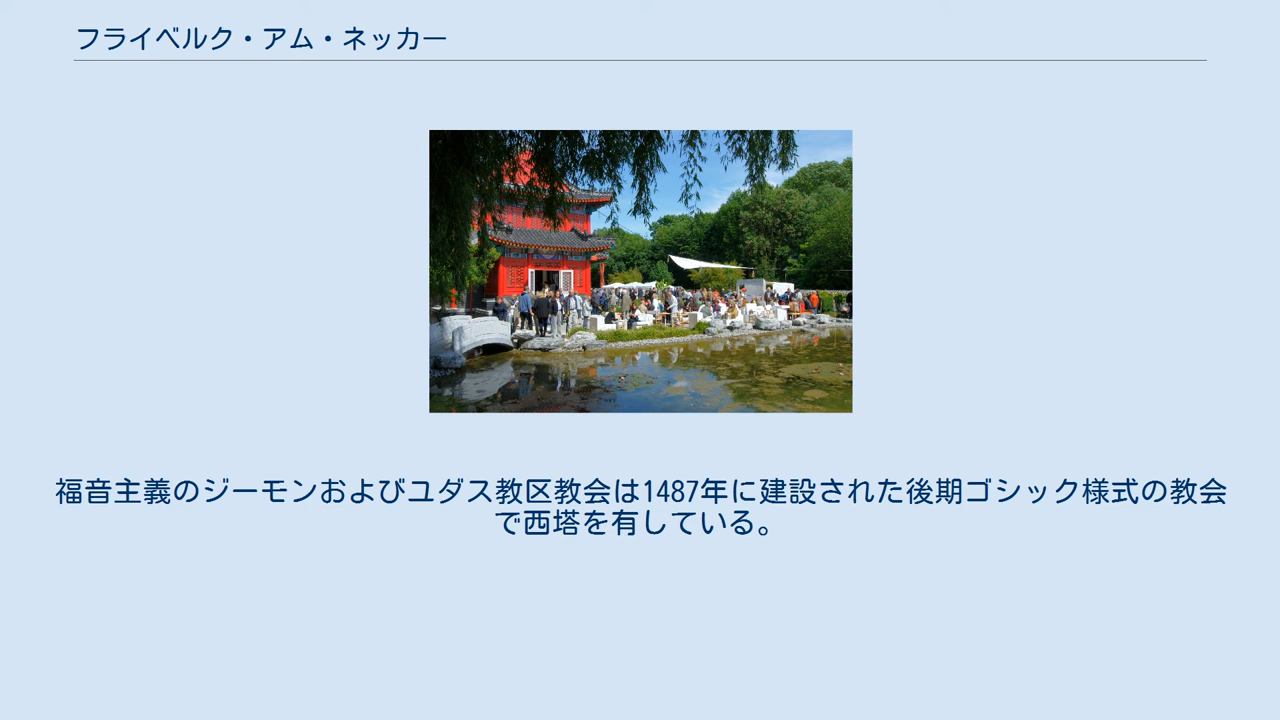 フライベルク・アム・ネッカー
福音主義のジーモンおよびユダス教区教会は1487年に建設された後期ゴシック様式の教会
で西塔を有している。